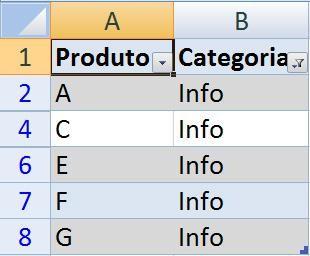 A B
1 Produto Categoria
2 A Info
4 C Info
6 E Info
7 F Info
8 G Info